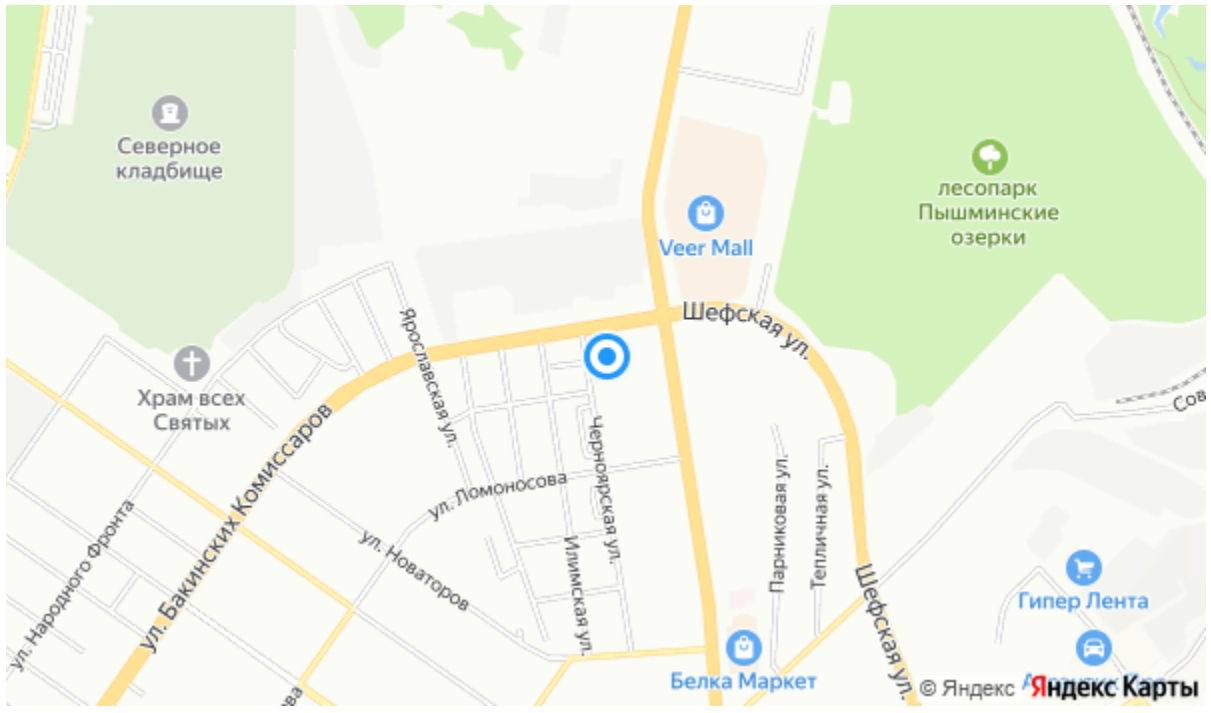 Северное
кладбище
лесопарк
Пышминские
озерки
Veer Mall
Шефская ул.
Ярославская ул.
Храм всех
Святых
ул. Бакинских Комиссаров
Сов
Черноярская ул.
ул. Ломоносова
Парниковая ул.
Тепличная ул.
ул. Народного Фронта
ул. Новаторов
Илимская ул.
Шефская ул.
Гипер Лента
Белка Маркет
ова
© Яндекс Яндекс Карты